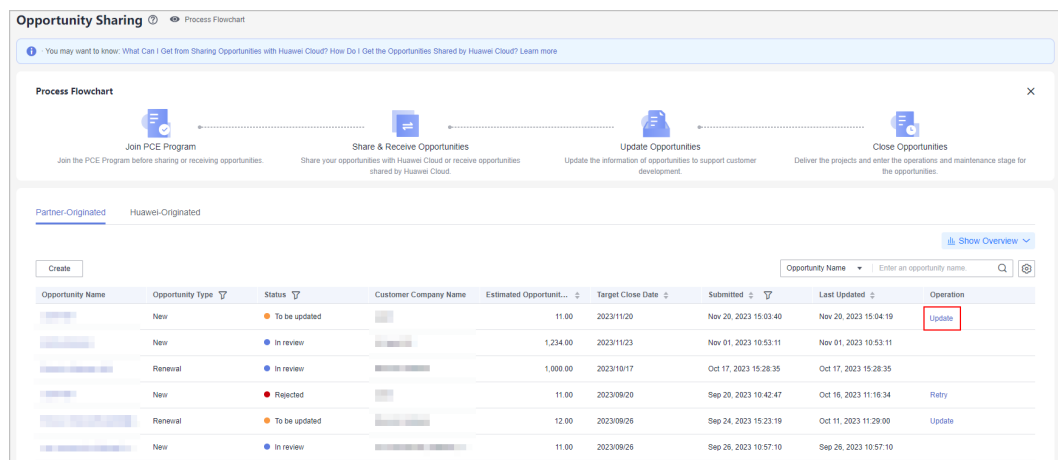 Opportunity Sharing Process Flowchart
· You may want to know: What Can I Get from Sharing Opportunities with Huawei Cloud? How Do I Get the Opportunities Shared by Huawei Cloud? Learn more
Process Flowchart
Join PCE Program
Join the PCE Program before sharing or receiving opportunities.
Share & Receive Opportunities
Share your opportunities with Huawei Cloud or receive opportunities
shared by Huawei Cloud.
Update Opportunities
Update the information of opportunities to support customer
development.
Close Opportunities
Deliver the projects and enter the operations and maintenance stage for
the opportunities.
Partner-Originated Huawei-Originated
Show Overview
Create Opportunity Name Enter an opportunity name.
Opportunity Name Opportunity Type Status Customer Company Name Estimated Opportunit... Target Close Date Submitted Last Updated Operation
New To be updated 11.00 2023/11/20 Nov 20, 2023 15:03:40 Nov 20, 2023 15:04:19 Update
New In review 1,234.00 2023/11/23 Nov 01, 2023 10:53:11 Nov 01, 2023 10:53:11
Renewal In review 1,000.00 2023/10/17 Oct 17, 2023 15:28:35 Oct 17, 2023 15:28:35
New Rejected 11.00 2023/09/20 Sep 20, 2023 10:42:47 Oct 16, 2023 11:16:34 Retry
Renewal To be updated 12.00 2023/09/26 Sep 24, 2023 15:23:19 Oct 11, 2023 11:29:00 Update
New In review 11.00 2023/09/26 Sep 26, 2023 10:57:10 Sep 26, 2023 10:57:10